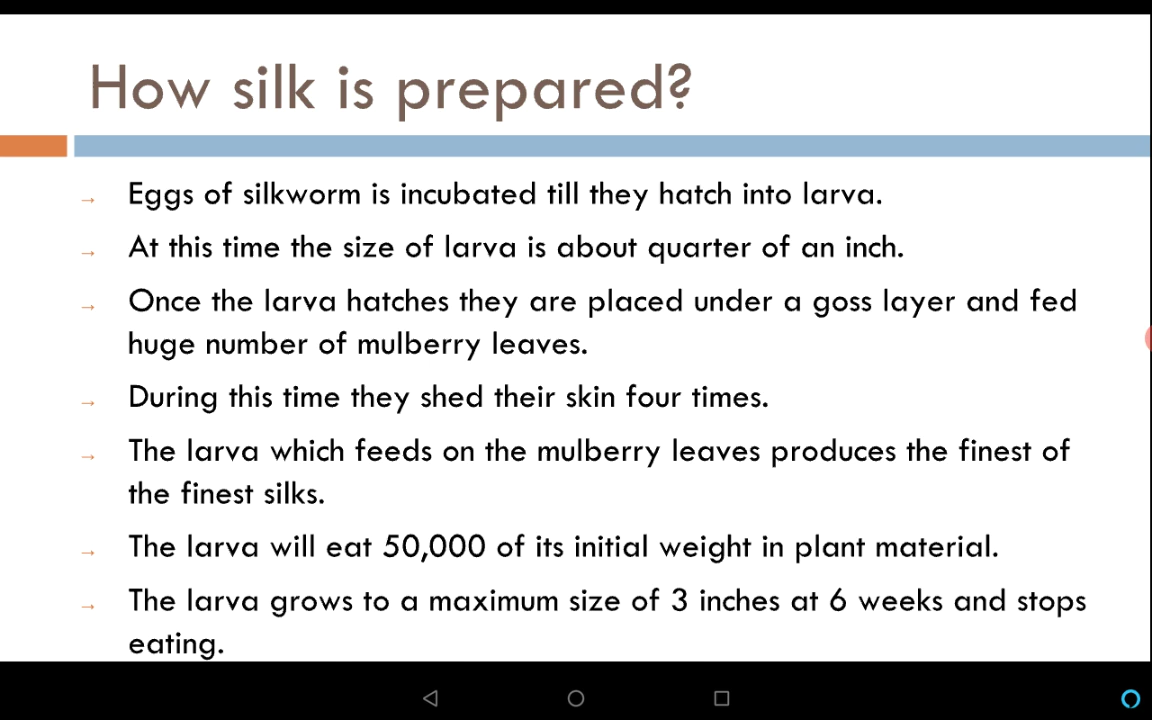 How silk is prepared?
→ Eggs of silkworm is incubated till they hatch into larva.
→ At this time the size of larva is about quarter of an inch.
→ Once the larva hatches they are placed under a goss layer and fed
huge number of mulberry leaves.
→ During this time they shed their skin four times.
→ The larva which feeds on the mulberry leaves produces the finest of
the finest silks.
→ The larva will eat 50,000 of its initial weight in plant material.
→ The larva grows to a maximum size of 3 inches at 6 weeks and stops
eating.